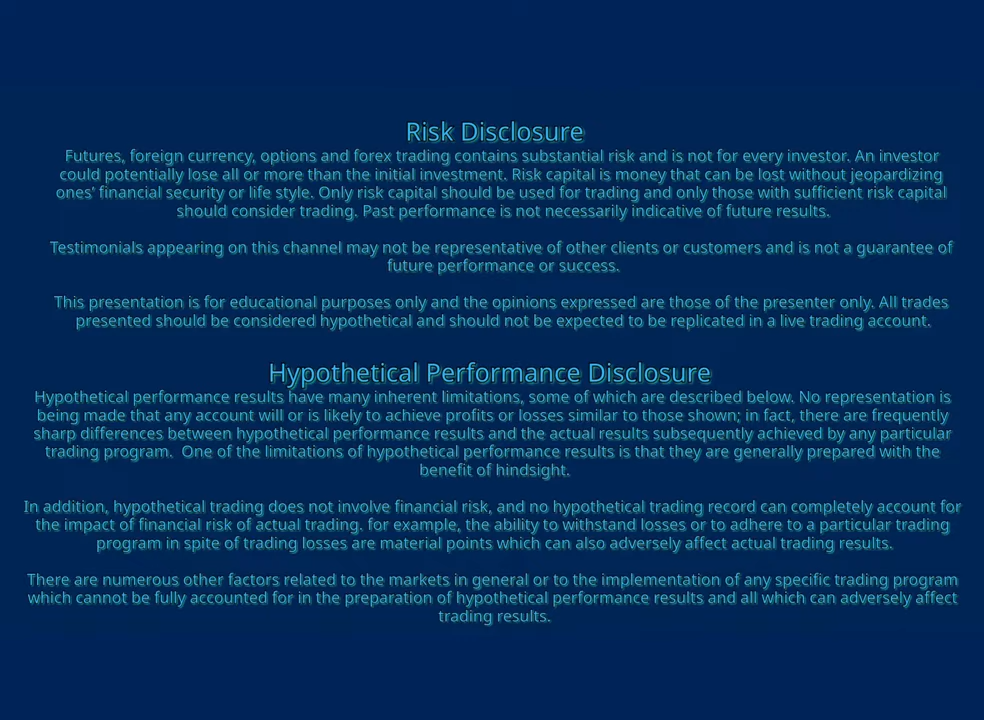 Risk Disclosure
Futures, foreign currency, options and forex trading contains substantial risk and is not for every investor. An investor
could potentially lose all or more than the initial investment. Risk capital is money that can be lost without jeopardizing
ones' financial security or life style. Only risk capital should be used for trading and only those with sufficient risk capital
should consider trading. Past performance is not necessarily indicative of future results.
Testimonials appearing on this channel may not be representative of other clients or customers and is not a guarantee of
future performance or success.
This presentation is for educational purposes only and the opinions expressed are those of the presenter only. All trades
presented should be considered hypothetical and should not be expected to be replicated in a live trading account.
Hypothetical Performance Disclosure
Hypothetical performance results have many inherent limitations, some of which are described below. No representation is
being made that any account will or is likely to achieve profits or losses similar to those shown; in fact, there are frequently
sharp differences between hypothetical performance results and the actual results subsequently achieved by any particular
trading program.  One of the limitations of hypothetical performance results is that they are generally prepared with the
benefit of hindsight.
In addition, hypothetical trading does not involve financial risk, and no hypothetical trading record can completely account for
the impact of financial risk of actual trading. for example, the ability to withstand losses or to adhere to a particular trading
program in spite of trading losses are material points which can also adversely affect actual trading results.
There are numerous other factors related to the markets in general or to the implementation of any specific trading program
which cannot be fully accounted for in the preparation of hypothetical performance results and all which can adversely affect
trading results.